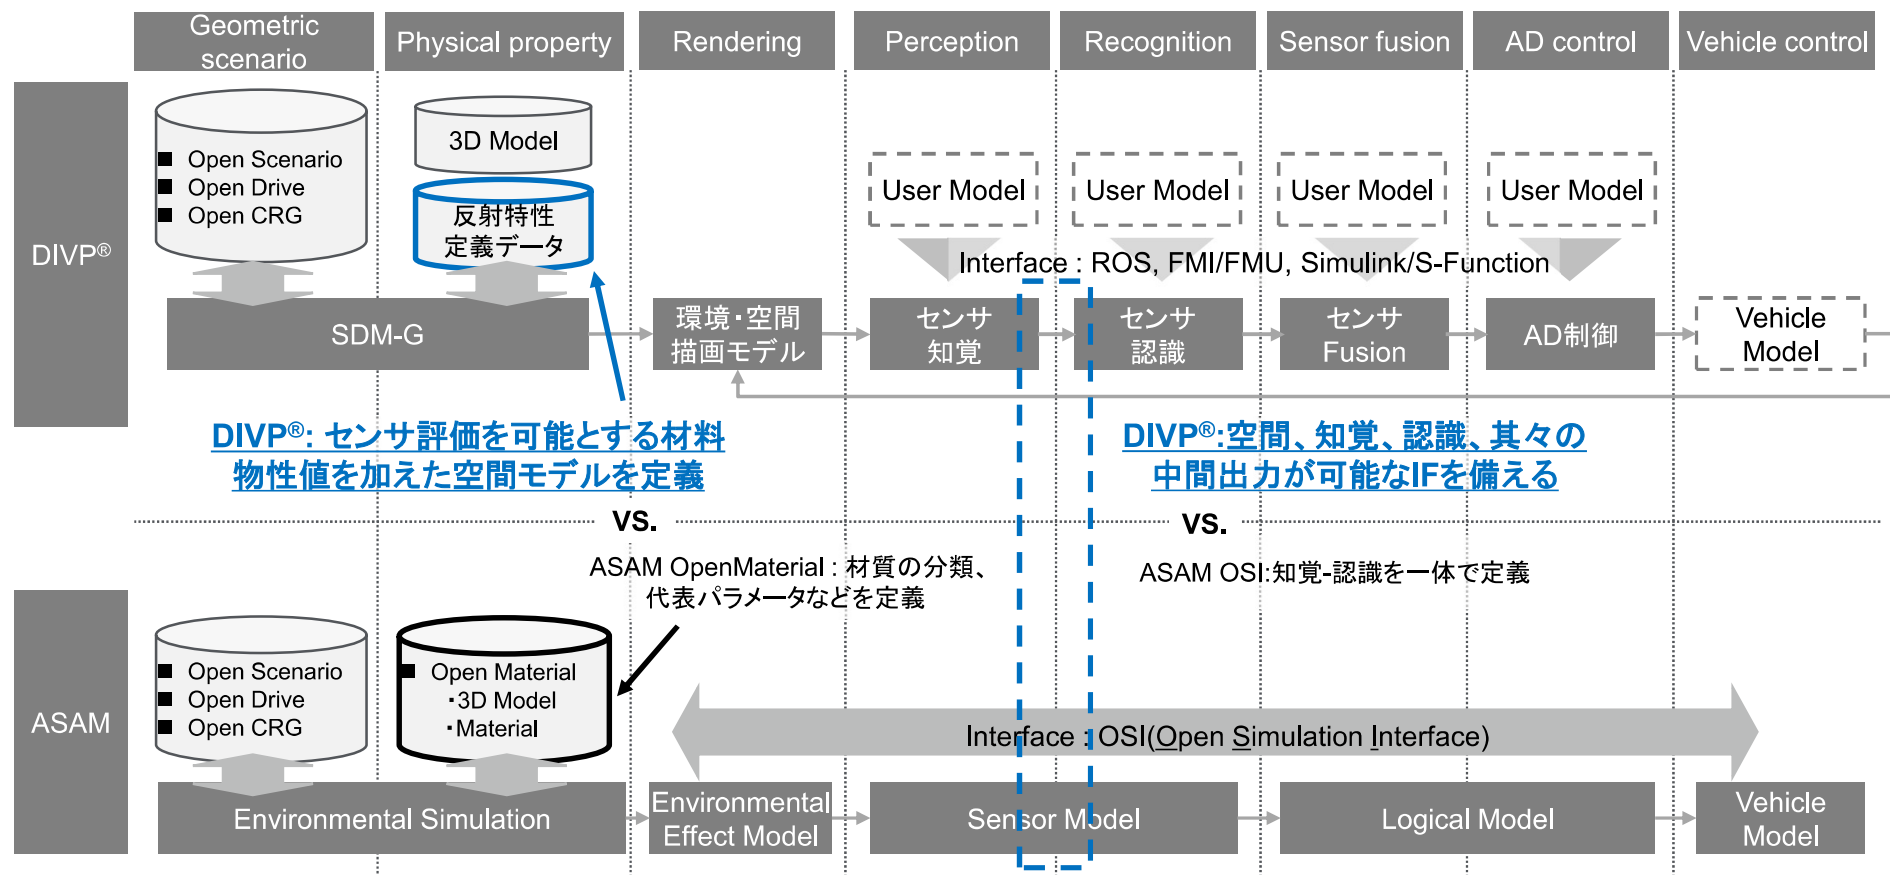 Geometric
scenario
Physical property
Rendering
Perception
Recognition
Sensor fusion
AD control
Vehicle control
DIVP®
■ Open Scenario
■ Open Drive
■ Open CRG
3D Model
反射特性
定義データ
User Model
User Model
User Model
User Model
Interface : ROS, FMI/FMU, Simulink/S-Function
SDM-G
環境・空間
描画モデル
センサ
知覚
センサ
認識
センサ
Fusion
AD制御
Vehicle
Model
DIVP®: センサ評価を可能とする材料
物性値を加えた空間モデルを定義
DIVP®:空間、知覚、認識、其々の
中間出力が可能なIFを備える
VS.
VS.
ASAM OpenMaterial : 材質の分類、
代表パラメータなどを定義
ASAM OSI:知覚-認識を一体で定義
ASAM
■ Open Scenario
■ Open Drive
■ Open CRG
■ Open Material
・3D Model
・Material
Interface : OSI(Open Simulation Interface)
Environmental Simulation
Environmental
Effect Model
Sensor Model
Logical Model
Vehicle
Model